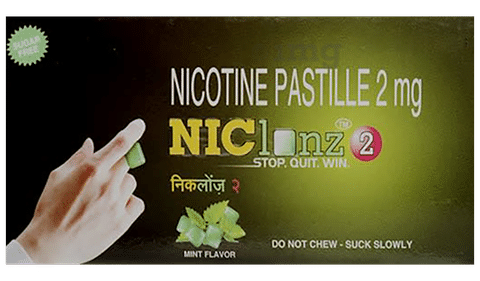 SUGAR
FREE
1mg
NICOTINE PASTILLE 2 mg
NIClonz 2
TM
STOP. QUIT. WIN.
निकलोंज़ २
MINT FLAVOR
DO NOT CHEW - SUCK SLOWLY